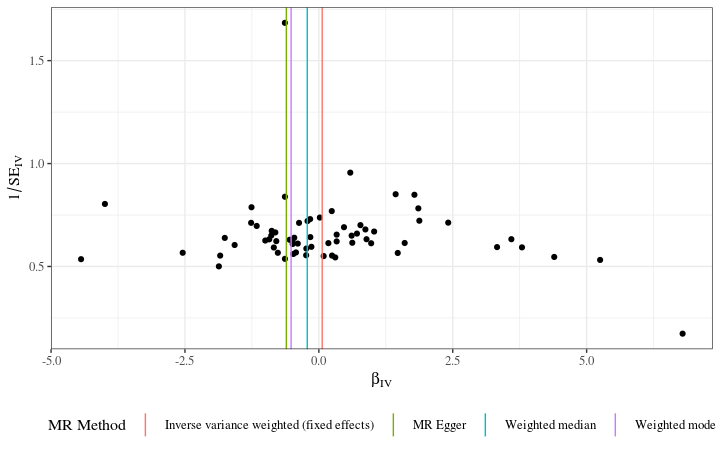 1/SE_IV
1.5
1.0
0.5
-5.0 -2.5 0.0 2.5 5.0
β_IV
MR Method Inverse variance weighted (fixed effects) MR Egger Weighted median Weighted mode